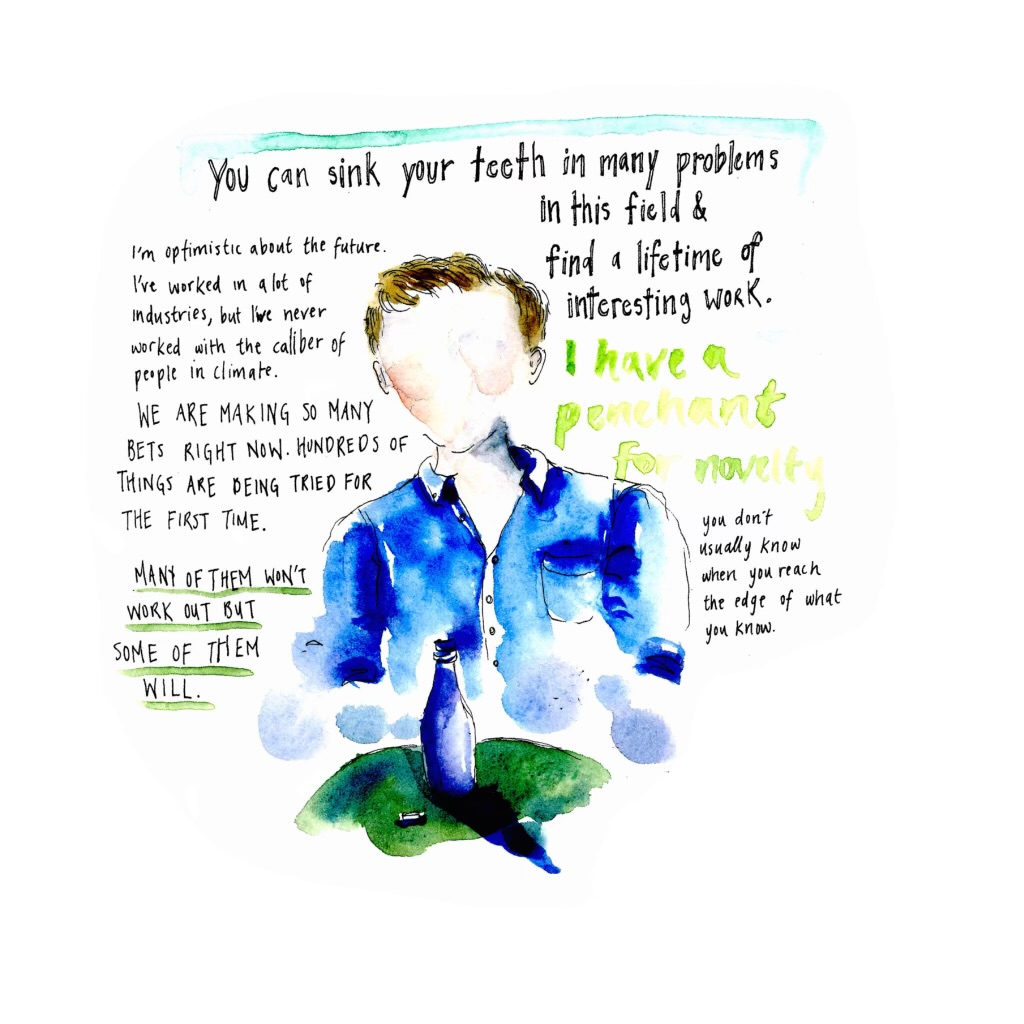 You can sink your teeth in many problems
in this field &
find a lifetime of
interesting work.
I'm optimistic about the future.
I've worked in a lot of
industries, but I've never
worked with the caliber of
people in climate.
WE ARE MAKING SO MANY
BETS RIGHT NOW. HUNDREDS OF
THINGS ARE BEING TRIED FOR
THE FIRST TIME.
MANY OF THEM WON'T
WORK OUT BUT
SOME OF THEM
WILL.
I have a
penchant
for novelty
you don't
usually know
when you reach
the edge of what
you know.